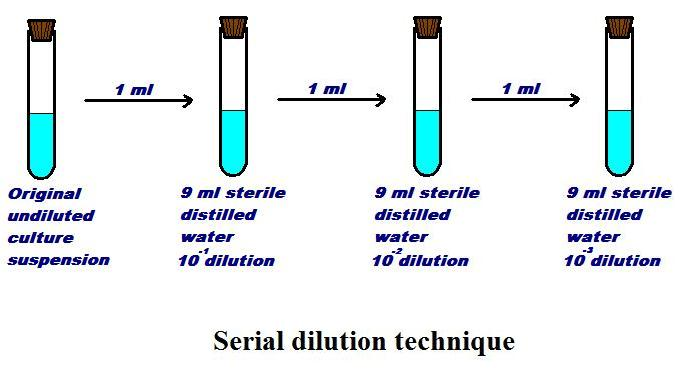 1 ml
1 ml
1 ml
Original
undiluted
culture
suspension
9 ml sterile
distilled
water
10⁻¹ dilution
9 ml sterile
distilled
water
10⁻² dilution
9 ml sterile
distilled
water
10⁻³ dilution
Serial dilution technique